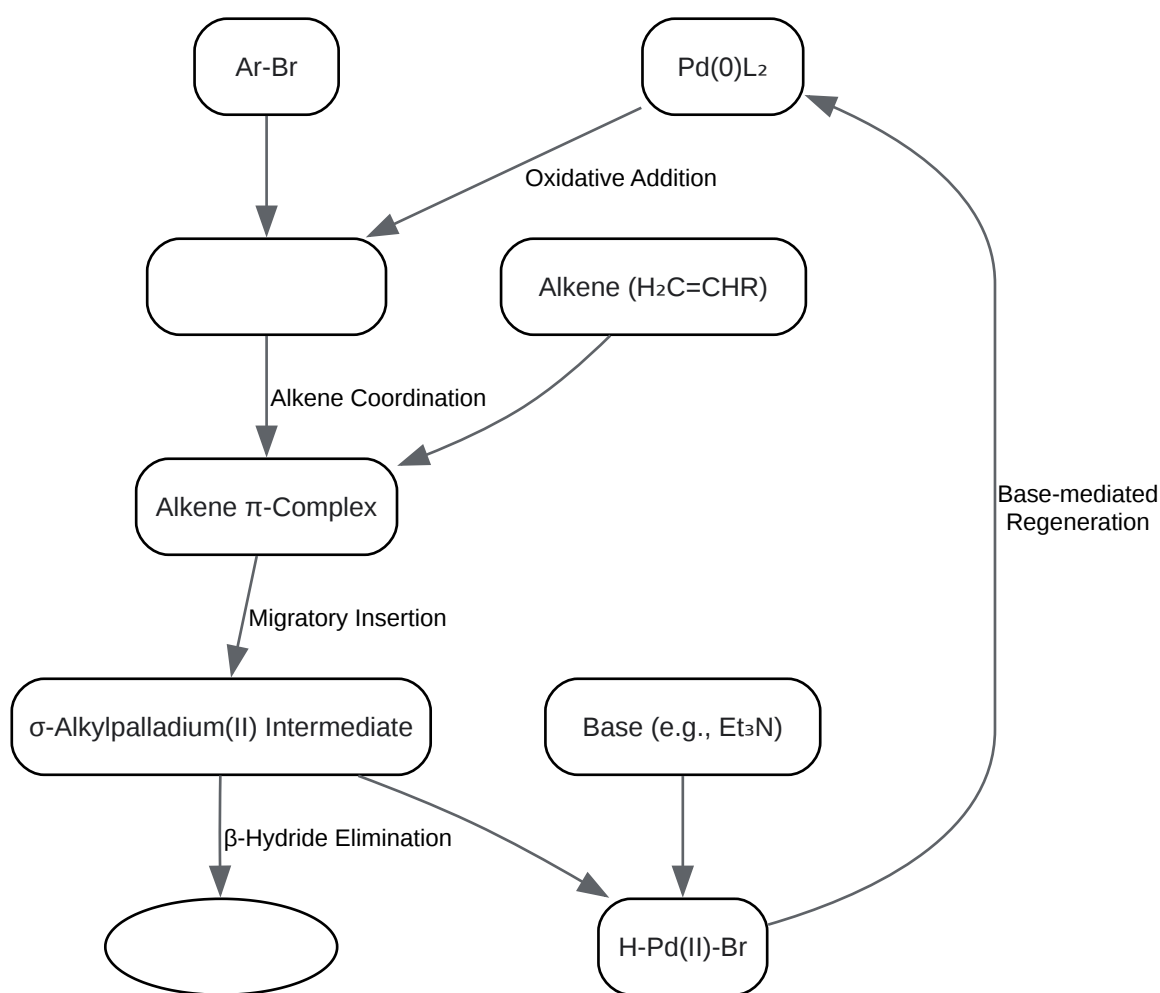 Ar-Br
Pd(0)L₂
Oxidative Addition
Alkene (H₂C=CHR)
Alkene Coordination
Alkene π-Complex
Base-mediated
Regeneration
Migratory Insertion
σ-Alkylpalladium(II) Intermediate
Base (e.g., Et₃N)
β-Hydride Elimination
H-Pd(II)-Br